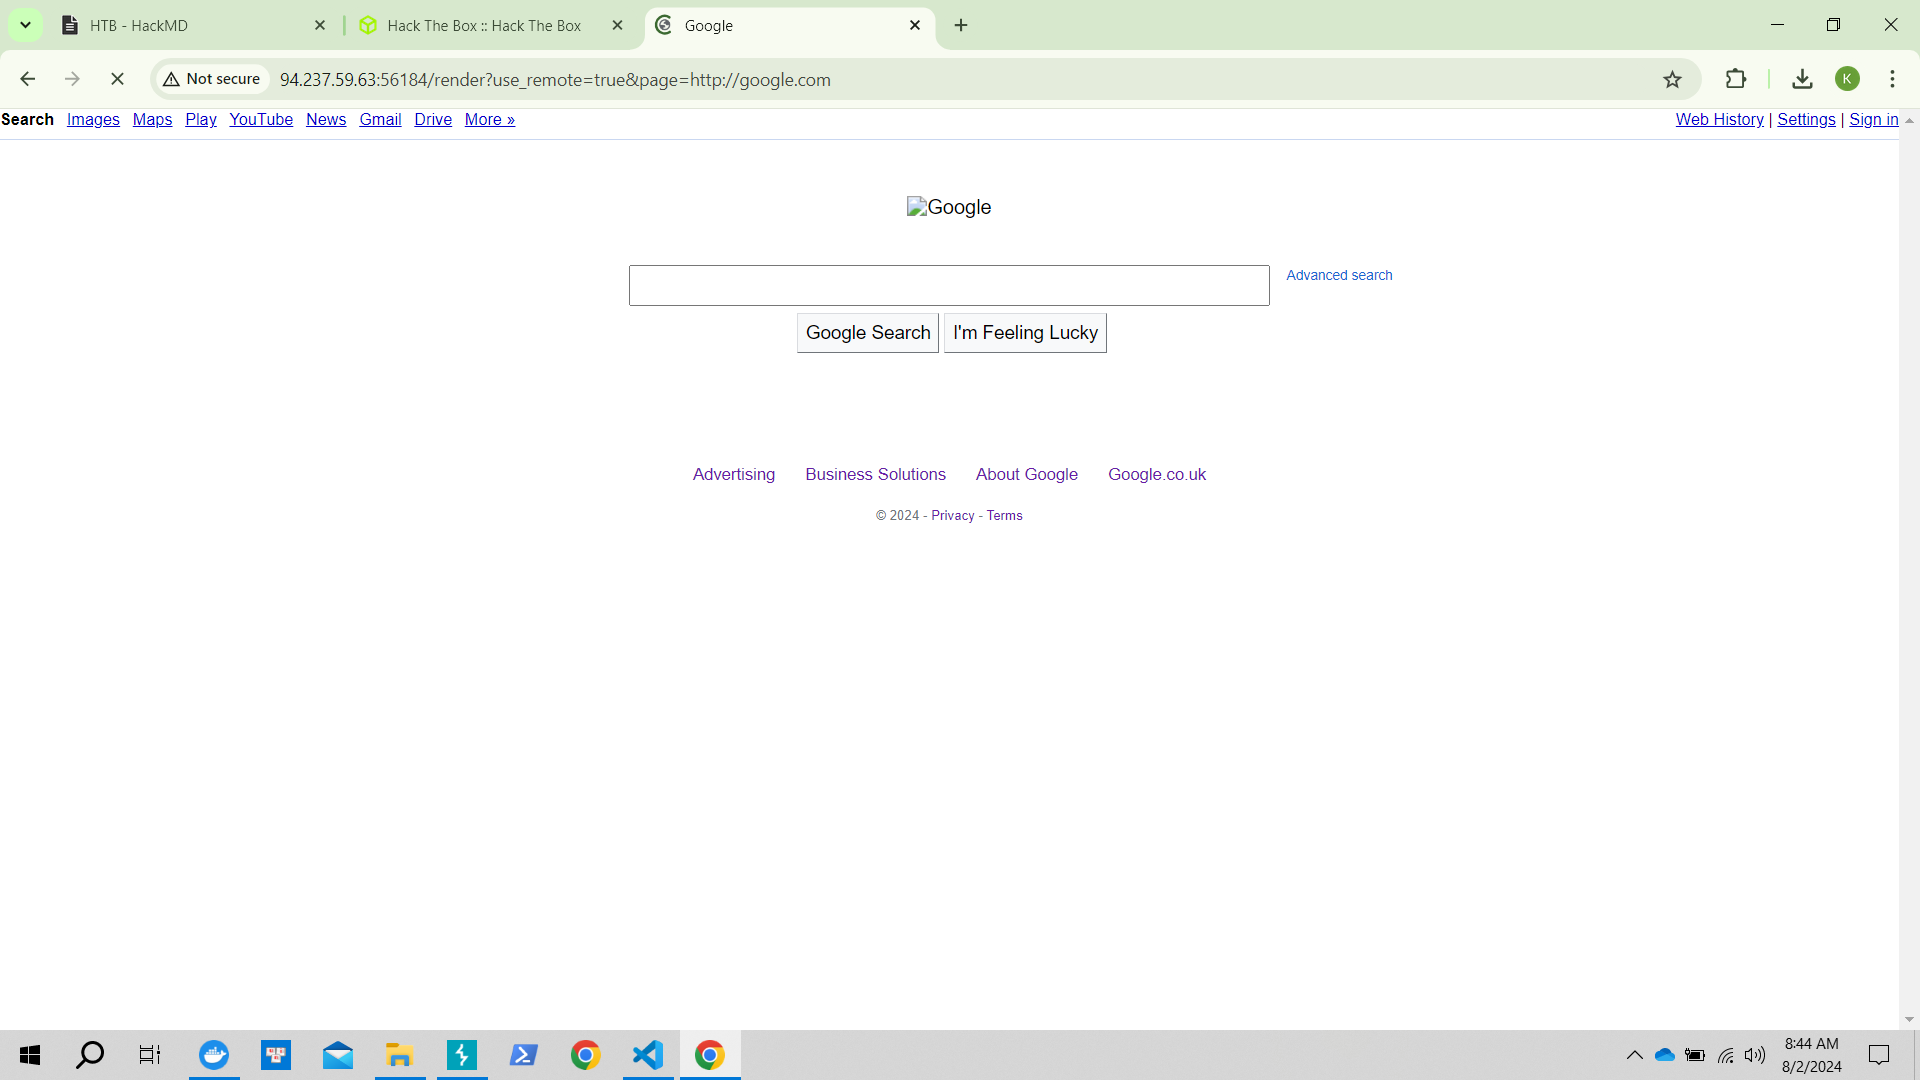 HTB - HackMD
Hack The Box :: Hack The Box
Google
Not secure
94.237.59.63:56184/render?use_remote=true&page=http://google.com
K
Search Images Maps Play YouTube News Gmail Drive More »
Web History | Settings | Sign in
Google
Advanced search
Google Search
I'm Feeling Lucky
Advertising
Business Solutions
About Google
Google.co.uk
© 2024 - Privacy - Terms
8:44 AM
8/2/2024